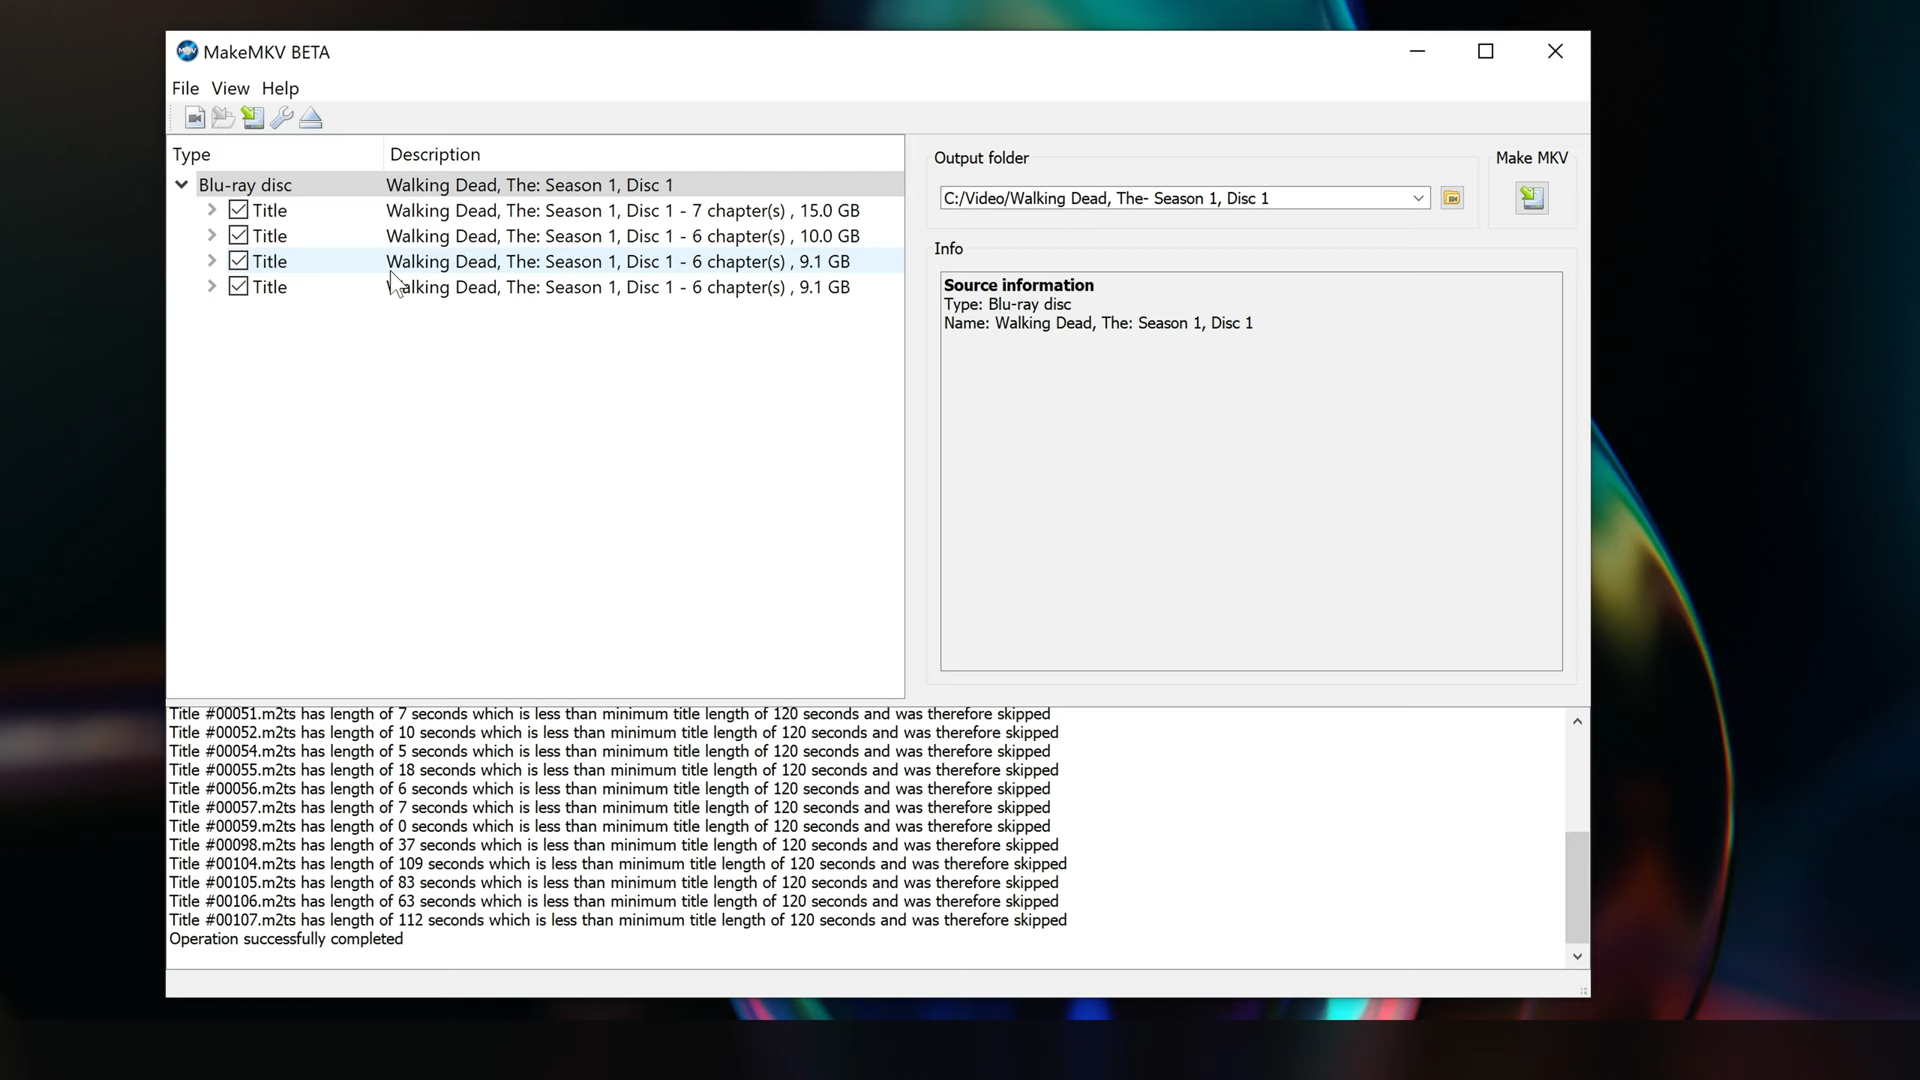 MakeMKV BETA
File View Help
Type Description
Blu-ray disc Walking Dead, The: Season 1, Disc 1
Title Walking Dead, The: Season 1, Disc 1 - 7 chapter(s) , 15.0 GB
Title Walking Dead, The: Season 1, Disc 1 - 6 chapter(s) , 10.0 GB
Title Walking Dead, The: Season 1, Disc 1 - 6 chapter(s) , 9.1 GB
Title Walking Dead, The: Season 1, Disc 1 - 6 chapter(s) , 9.1 GB
Output folder
C:/Video/Walking Dead, The- Season 1, Disc 1
Make MKV
Info
Source information
Type: Blu-ray disc
Name: Walking Dead, The: Season 1, Disc 1
Title #00051.m2ts has length of 7 seconds which is less than minimum title length of 120 seconds and was therefore skipped
Title #00052.m2ts has length of 10 seconds which is less than minimum title length of 120 seconds and was therefore skipped
Title #00054.m2ts has length of 5 seconds which is less than minimum title length of 120 seconds and was therefore skipped
Title #00055.m2ts has length of 18 seconds which is less than minimum title length of 120 seconds and was therefore skipped
Title #00056.m2ts has length of 6 seconds which is less than minimum title length of 120 seconds and was therefore skipped
Title #00057.m2ts has length of 7 seconds which is less than minimum title length of 120 seconds and was therefore skipped
Title #00059.m2ts has length of 0 seconds which is less than minimum title length of 120 seconds and was therefore skipped
Title #00098.m2ts has length of 37 seconds which is less than minimum title length of 120 seconds and was therefore skipped
Title #00104.m2ts has length of 109 seconds which is less than minimum title length of 120 seconds and was therefore skipped
Title #00105.m2ts has length of 83 seconds which is less than minimum title length of 120 seconds and was therefore skipped
Title #00106.m2ts has length of 63 seconds which is less than minimum title length of 120 seconds and was therefore skipped
Title #00107.m2ts has length of 112 seconds which is less than minimum title length of 120 seconds and was therefore skipped
Operation successfully completed